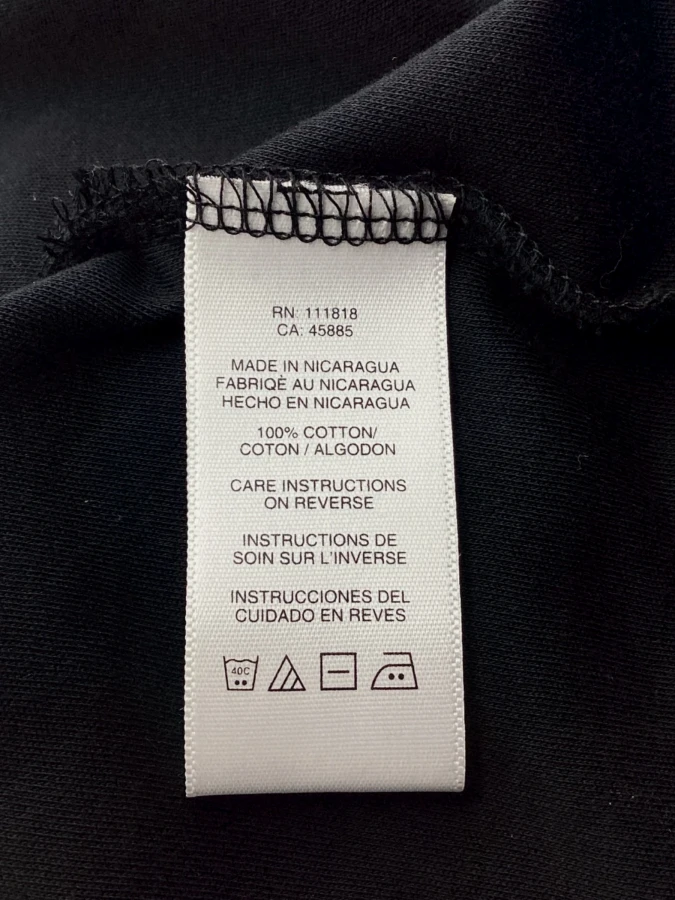 RN: 111818
CA: 45885
MADE IN NICARAGUA
FABRIQÈ AU NICARAGUA
HECHO EN NICARAGUA
100% COTTON/
COTON / ALGODON
CARE INSTRUCTIONS
ON REVERSE
INSTRUCTIONS DE
SOIN SUR L'INVERSE
INSTRUCCIONES DEL
CUIDADO EN REVES
40C